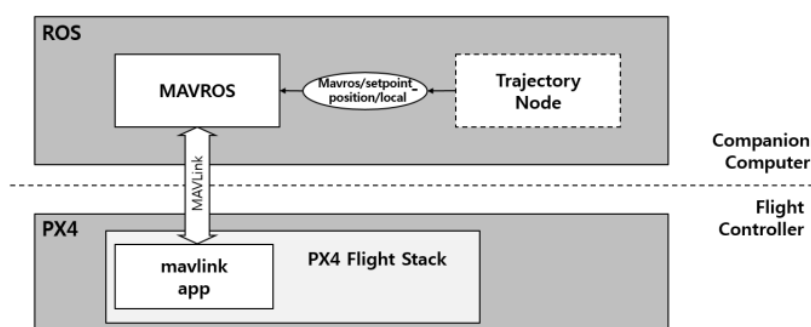 ROS
MAVROS
Mavros/setpoint_
position/local
Trajectory
Node
Companion
Computer
MAVLink
Flight
Controller
PX4
PX4 Flight Stack
mavlink
app